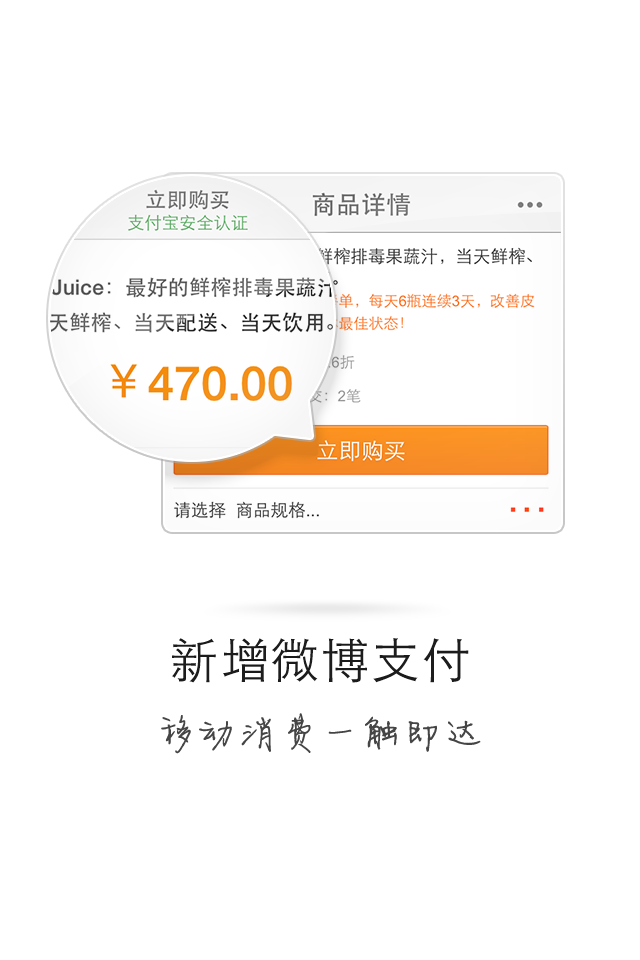 立即购买
支付宝安全认证
Juice：最好的鲜榨排毒果蔬汁
天鲜榨、当天配送、当天饮用。
¥ 470.00
商品详情
鲜榨排毒果蔬汁，当天鲜榨、
单，每天6瓶连续3天，改善皮
最佳状态！
6折
交：2笔
立即购买
请选择 商品规格...
新增微博支付
移动消费一触即达